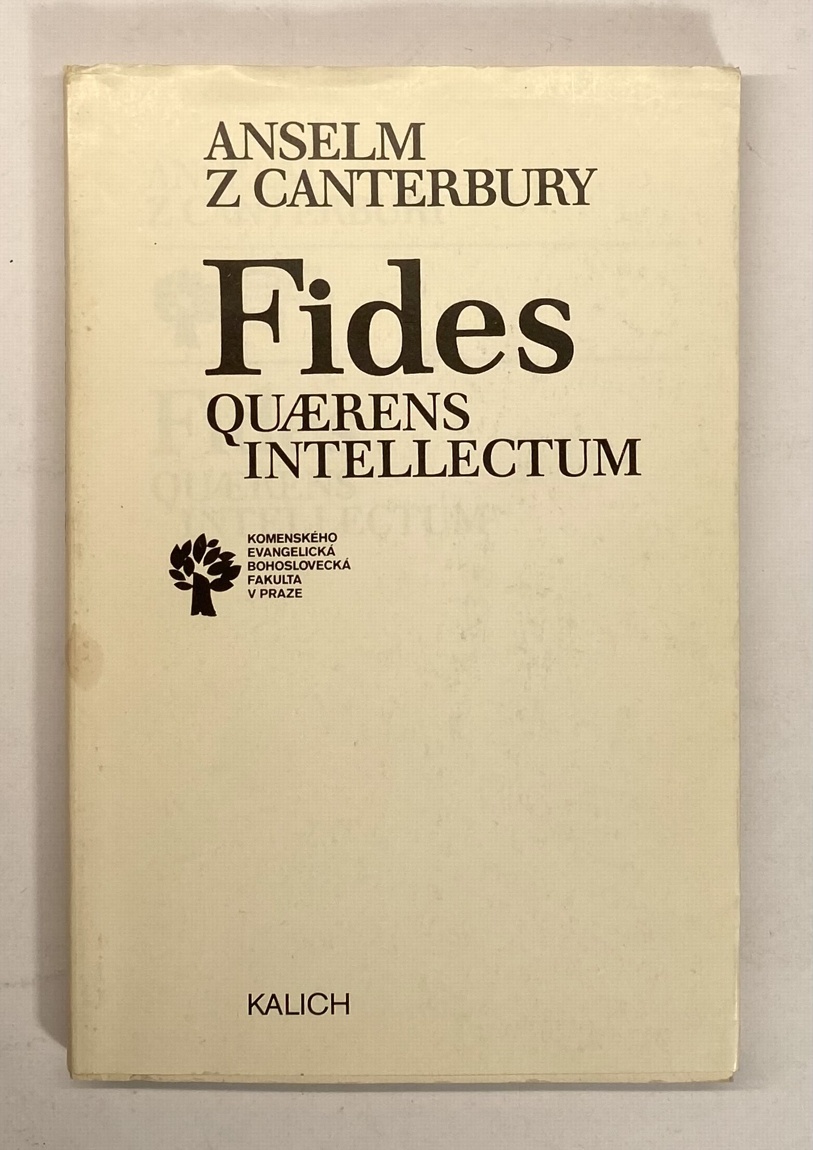 ANSELM
Z CANTERBURY
Fides
QUÆRENS
INTELLECTUM
KOMENSKÉHO
EVANGELICKÁ
BOHOSLOVECKÁ
FAKULTA
V PRAZE
KALICH